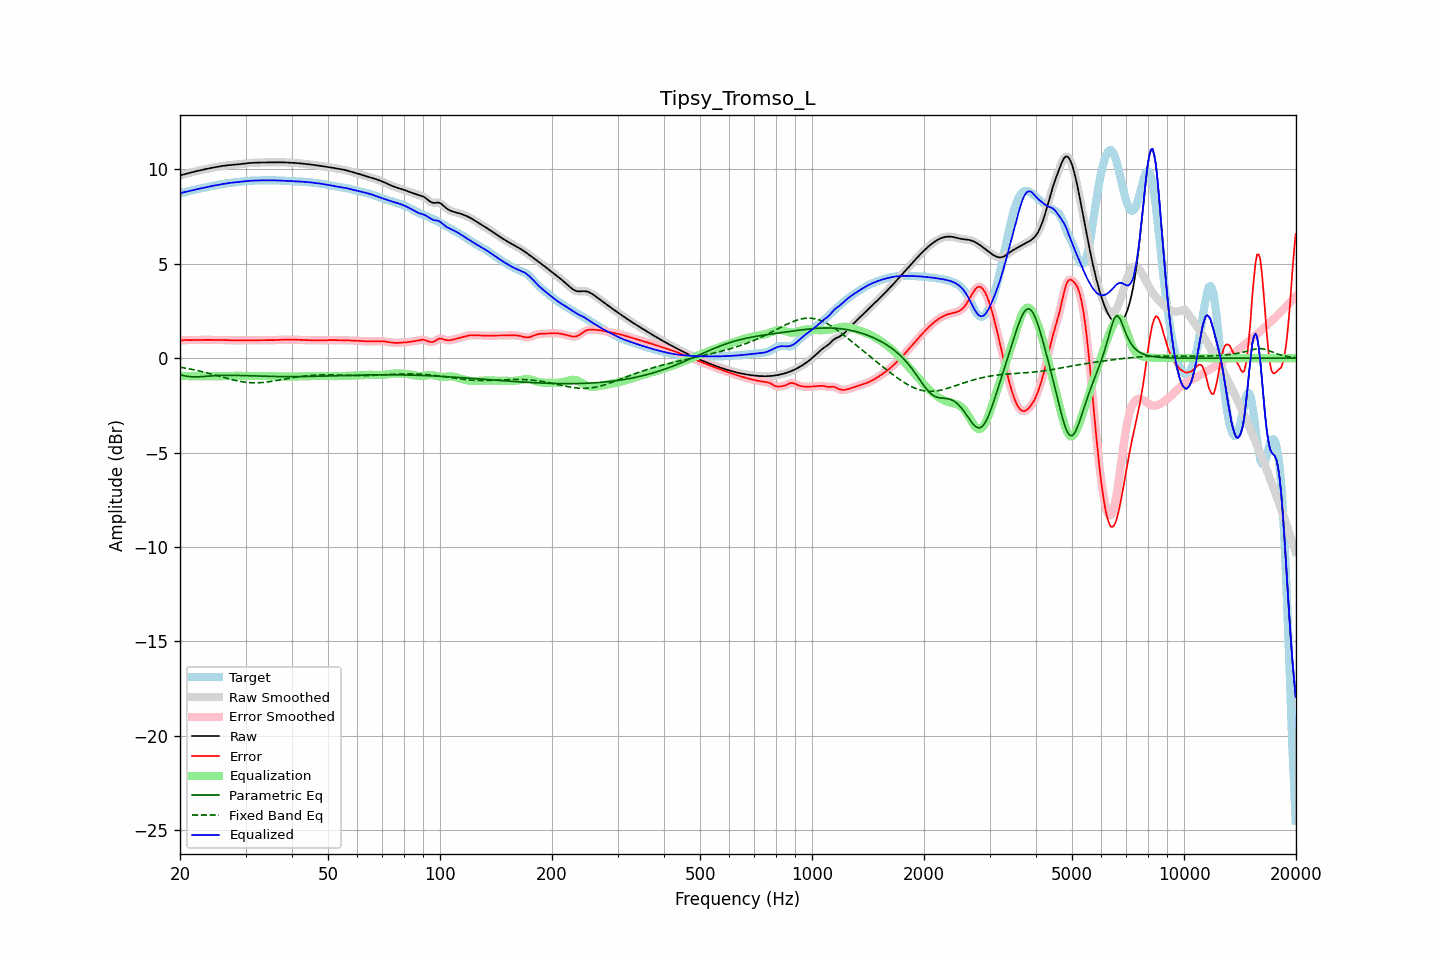 Tipsy_Tromso_L
Amplitude (dBr)
10
5
0
−5
−10
−15
−20
−25
Target
Raw Smoothed
Error Smoothed
Raw
Error
Equalization
Parametric Eq
Fixed Band Eq
Equalized
20 50 100 200 500 1000 2000 5000 10000 20000
Frequency (Hz)